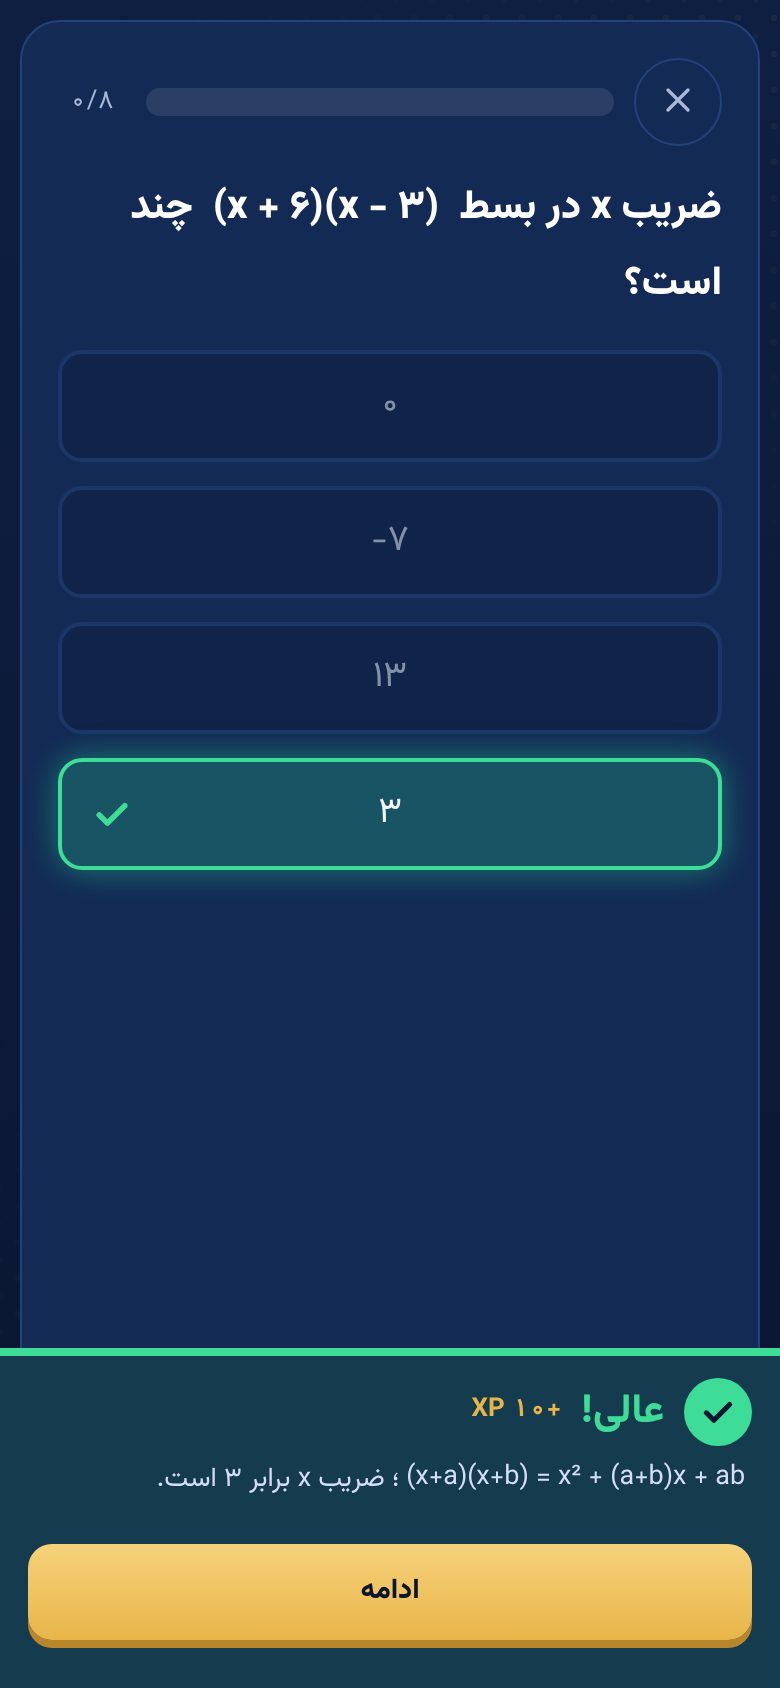 ۰/۸
ضریب x در بسط (x + ۶)(x − ۳) چند
است؟
۰
−۷
۱۳
۳
عالی! +۱۰ XP
(x+a)(x+b) = x² + (a+b)x + ab ؛ ضریب x برابر ۳ است.
ادامه